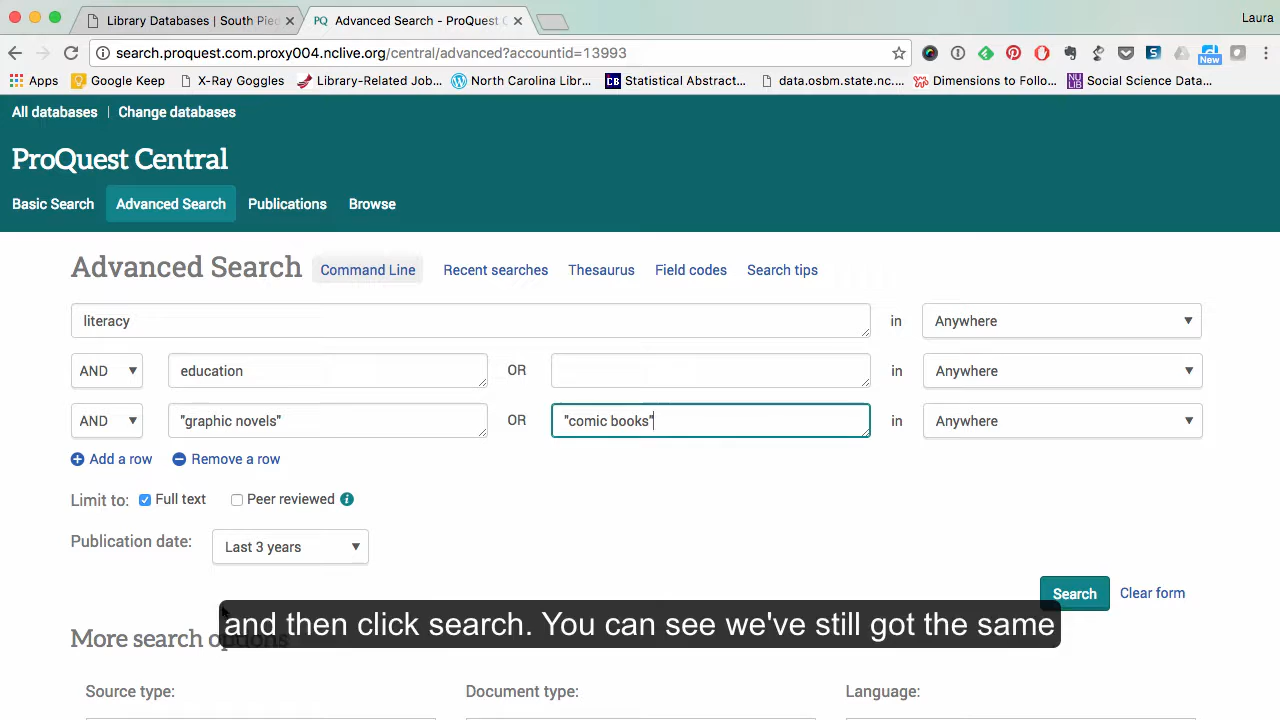 Library Databases | South Pied
PQ Advanced Search - ProQuest C
Laura
search.proquest.com.proxy004.nclive.org/central/advanced?accountid=13993
New
Apps Google Keep X-Ray Goggles Library-Related Job... North Carolina Libr... CB Statistical Abstract... data.osbm.state.nc.... Dimensions to Follo... NU LIB Social Science Data...
All databases | Change databases
ProQuest Central
Basic Search Advanced Search Publications Browse
Advanced Search Command Line Recent searches Thesaurus Field codes Search tips
literacy in Anywhere
AND education OR in Anywhere
AND "graphic novels" OR "comic books" in Anywhere
Add a row Remove a row
Limit to: Full text Peer reviewed i
Publication date: Last 3 years
Search Clear form
and then click search. You can see we've still got the same
More search options
Source type: Document type: Language: